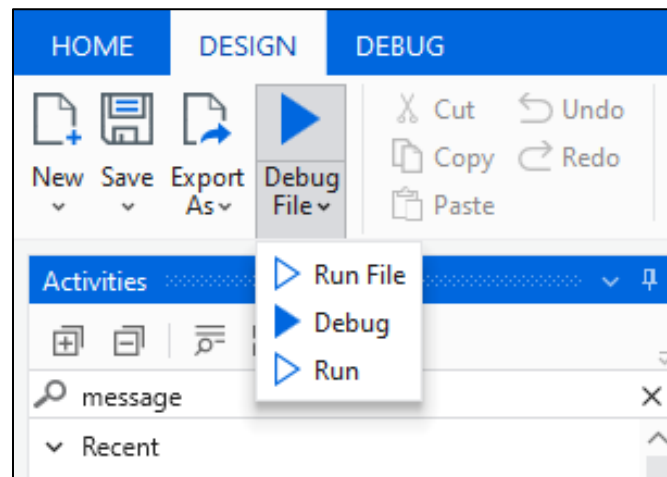 HOME DESIGN DEBUG
New Save Export As Debug File
Cut Undo
Copy Redo
Paste
Run File
Debug
Run
Activities
message
Recent